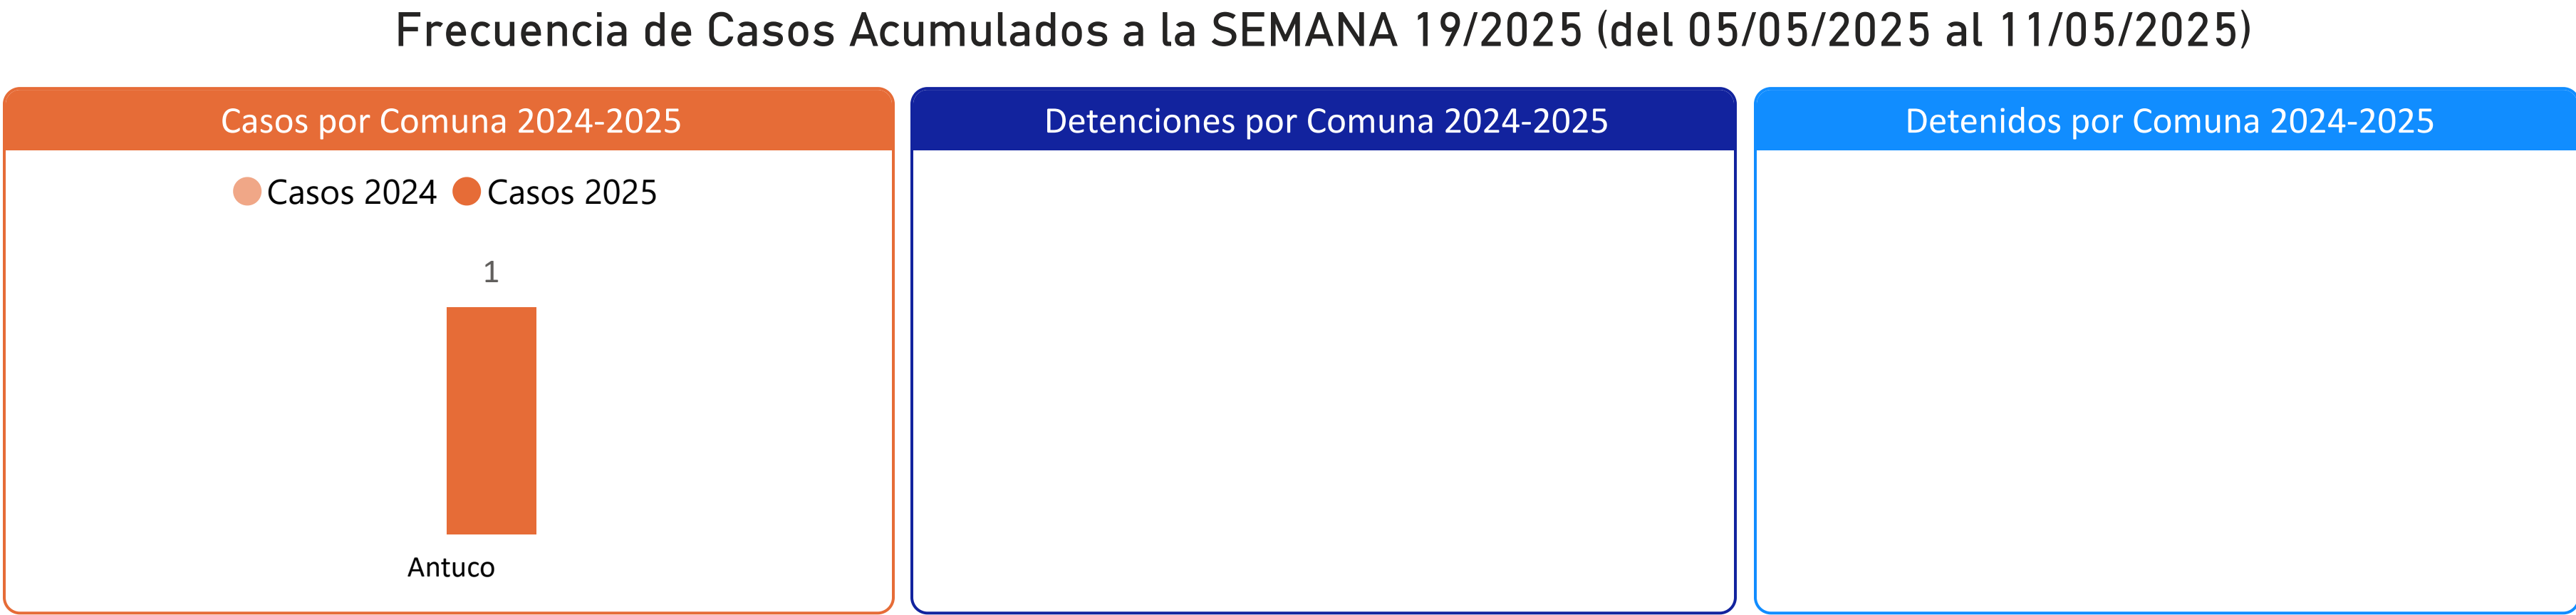 Frecuencia de Casos Acumulados a la SEMANA 19/2025 (del 05/05/2025 al 11/05/2025)
Casos por Comuna 2024-2025
Casos 2024 Casos 2025
1
Antuco
Detenciones por Comuna 2024-2025
Detenidos por Comuna 2024-2025